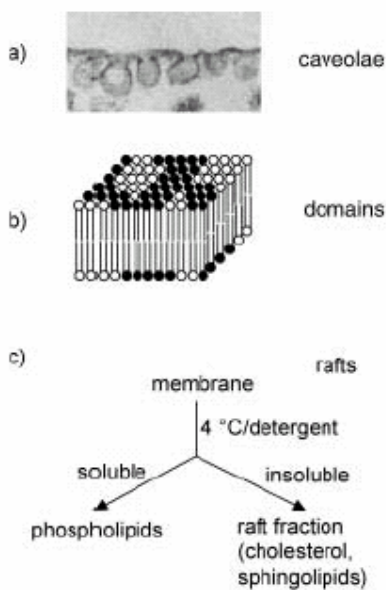 a)
caveolae
b)
domains
c)
rafts
membrane
4 °C/detergent
soluble
insoluble
phospholipids
raft fraction
(cholesterol,
sphingolipids)